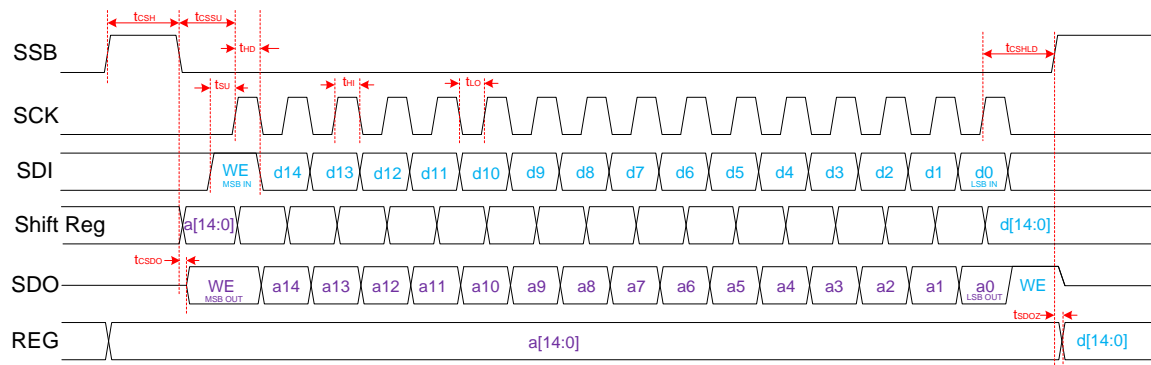 tCSH tCSSU
SSB tHD tCSHLD
tSU tHI tLO
SCK
SDI WE d14 d13 d12 d11 d10 d9 d8 d7 d6 d5 d4 d3 d2 d1 d0
MSB IN LSB IN
Shift Reg a[14:0] d[14:0]
tCSDO
SDO WE a14 a13 a12 a11 a10 a9 a8 a7 a6 a5 a4 a3 a2 a1 a0 WE
MSB OUT LSB OUT
tSDOZ
REG a[14:0] d[14:0]